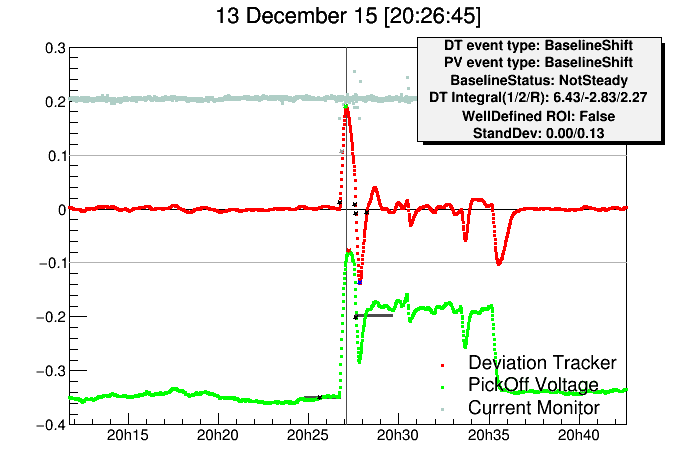 13 December 15 [20:26:45]
DT event type: BaselineShift
PV event type: BaselineShift
BaselineStatus: NotSteady
DT Integral(1/2/R): 6.43/-2.83/2.27
WellDefined ROI: False
StandDev: 0.00/0.13
0.3
0.2
0.1
0
−0.1
−0.2
−0.3
−0.4
Deviation Tracker
PickOff Voltage
Current Monitor
20h15 20h20 20h25 20h30 20h35 20h40